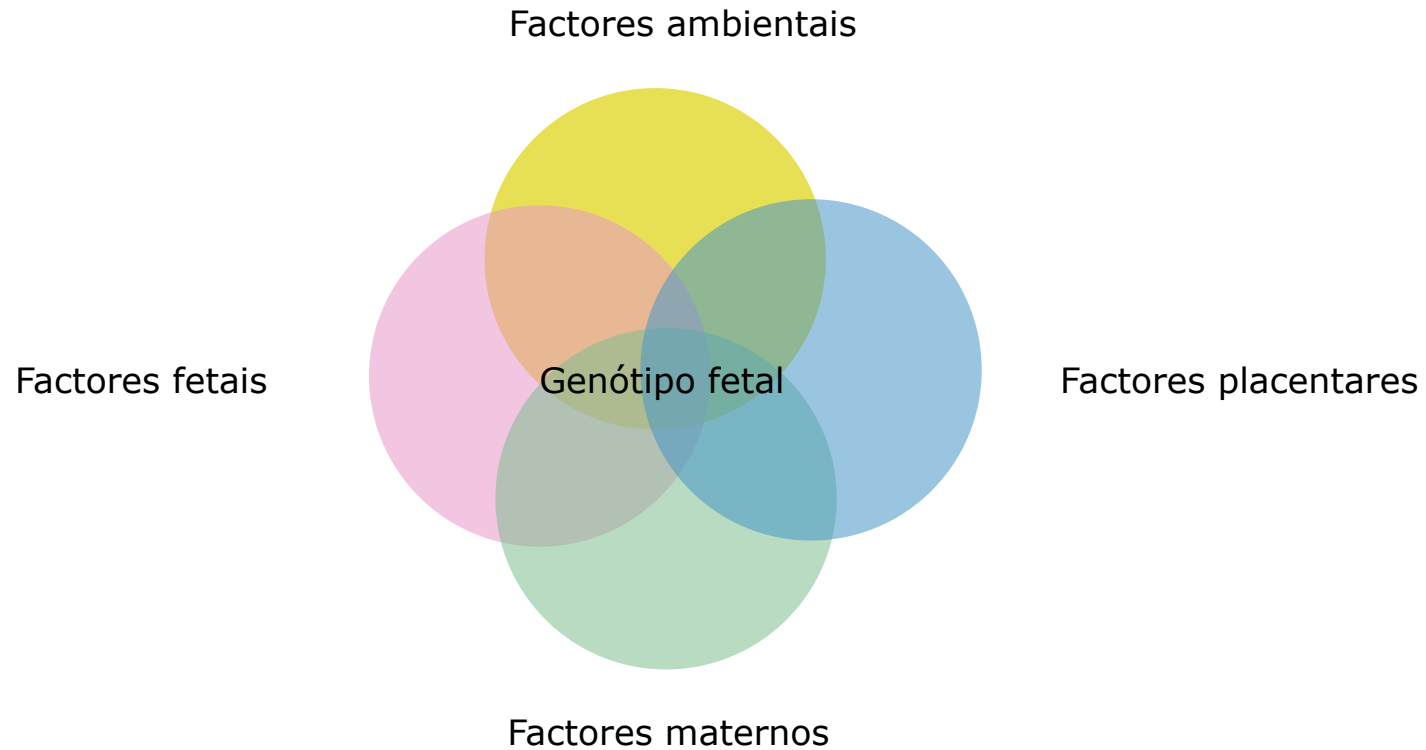 Factores ambientais
Factores fetais
Genótipo fetal
Factores placentares
Factores maternos